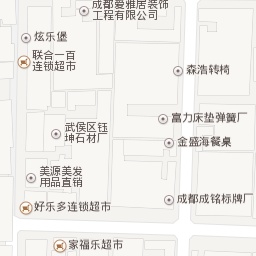 成都爱雅居装饰
工程有限公司
炫乐堡
联合一百
连锁超市
森浩转椅
富力床垫弹簧厂
武侯区钰
坤石材厂
金盛海餐桌
美源美发
用品直销
成都成铭标牌厂
好乐多连锁超市
家福乐超市